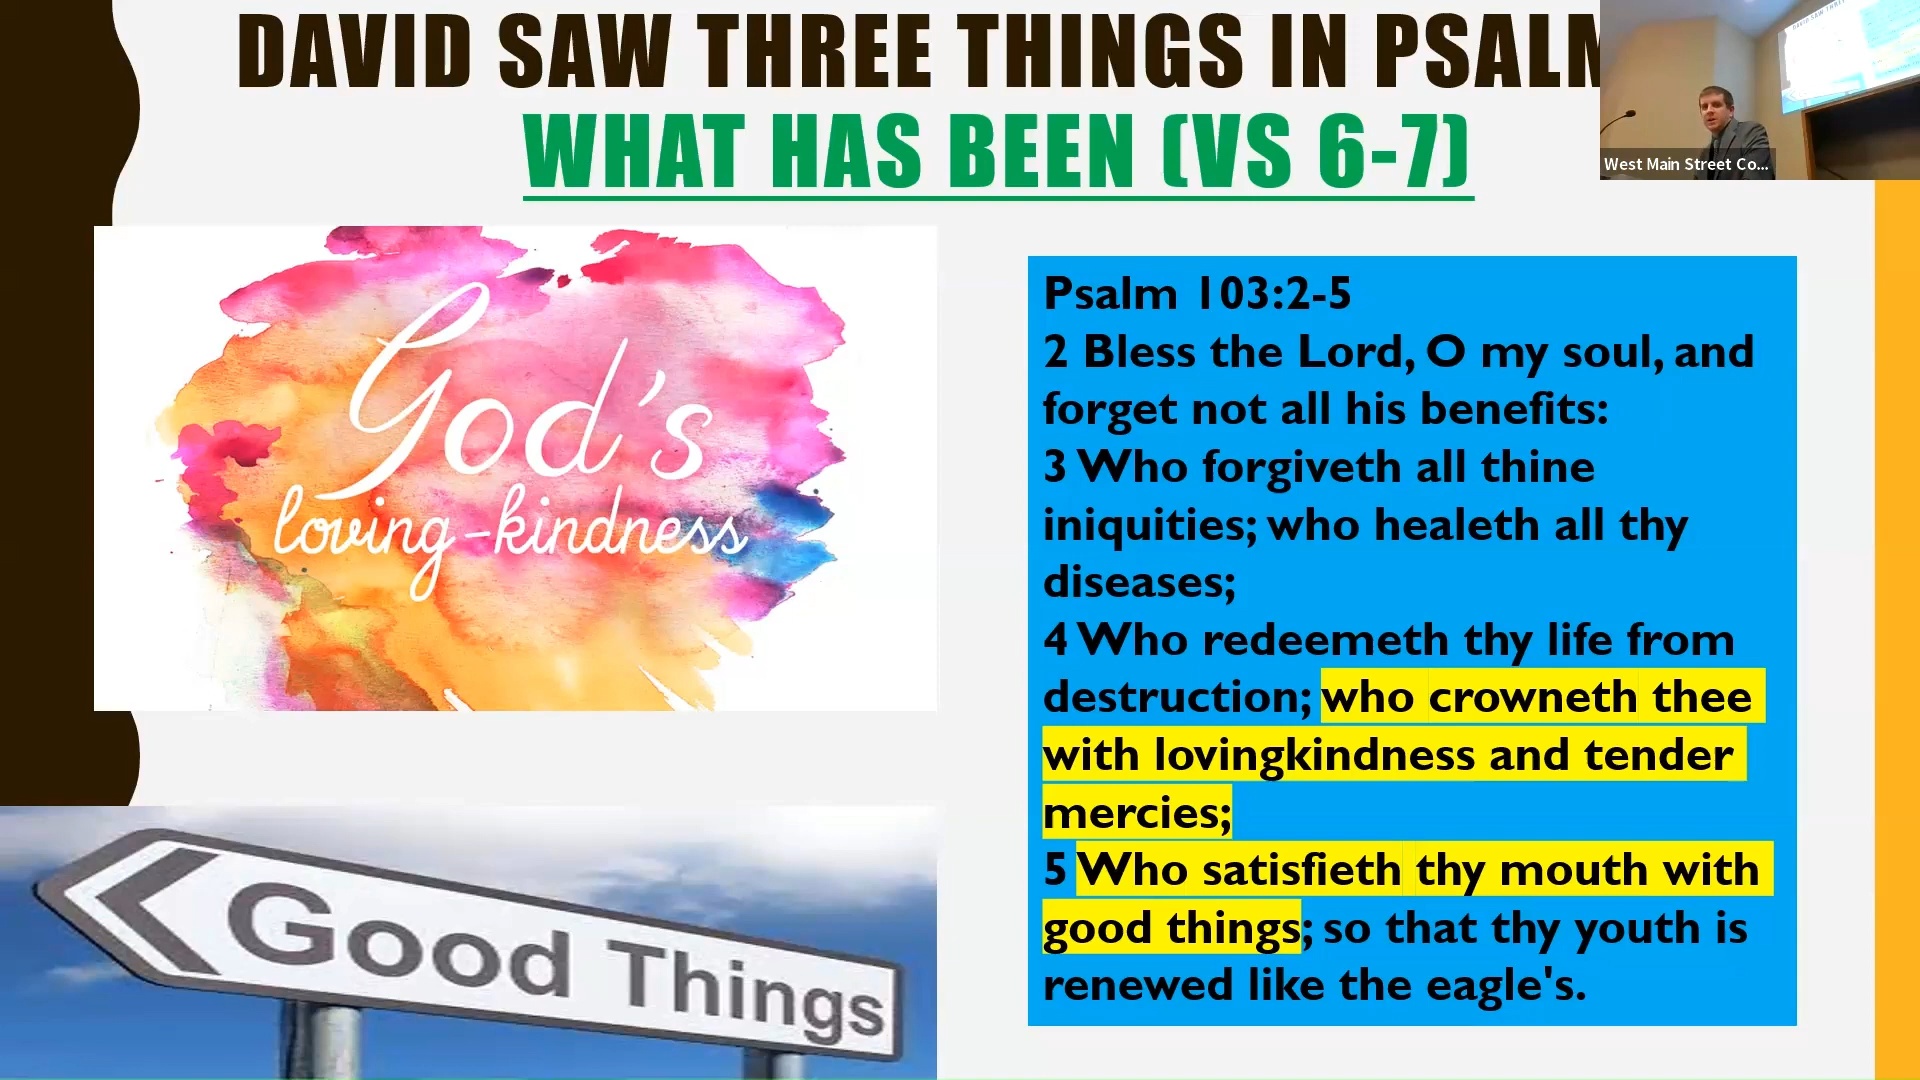 DAVID SAW THREE THINGS IN PSALM
WHAT HAS BEEN (VS 6-7)
West Main Street Co...
God's
loving-kindness
Good Things
Psalm 103:2-5
2 Bless the Lord, O my soul, and
forget not all his benefits:
3 Who forgiveth all thine
iniquities; who healeth all thy
diseases;
4 Who redeemeth thy life from
destruction; who crowneth thee
with lovingkindness and tender
mercies;
5 Who satisfieth thy mouth with
good things; so that thy youth is
renewed like the eagle's.